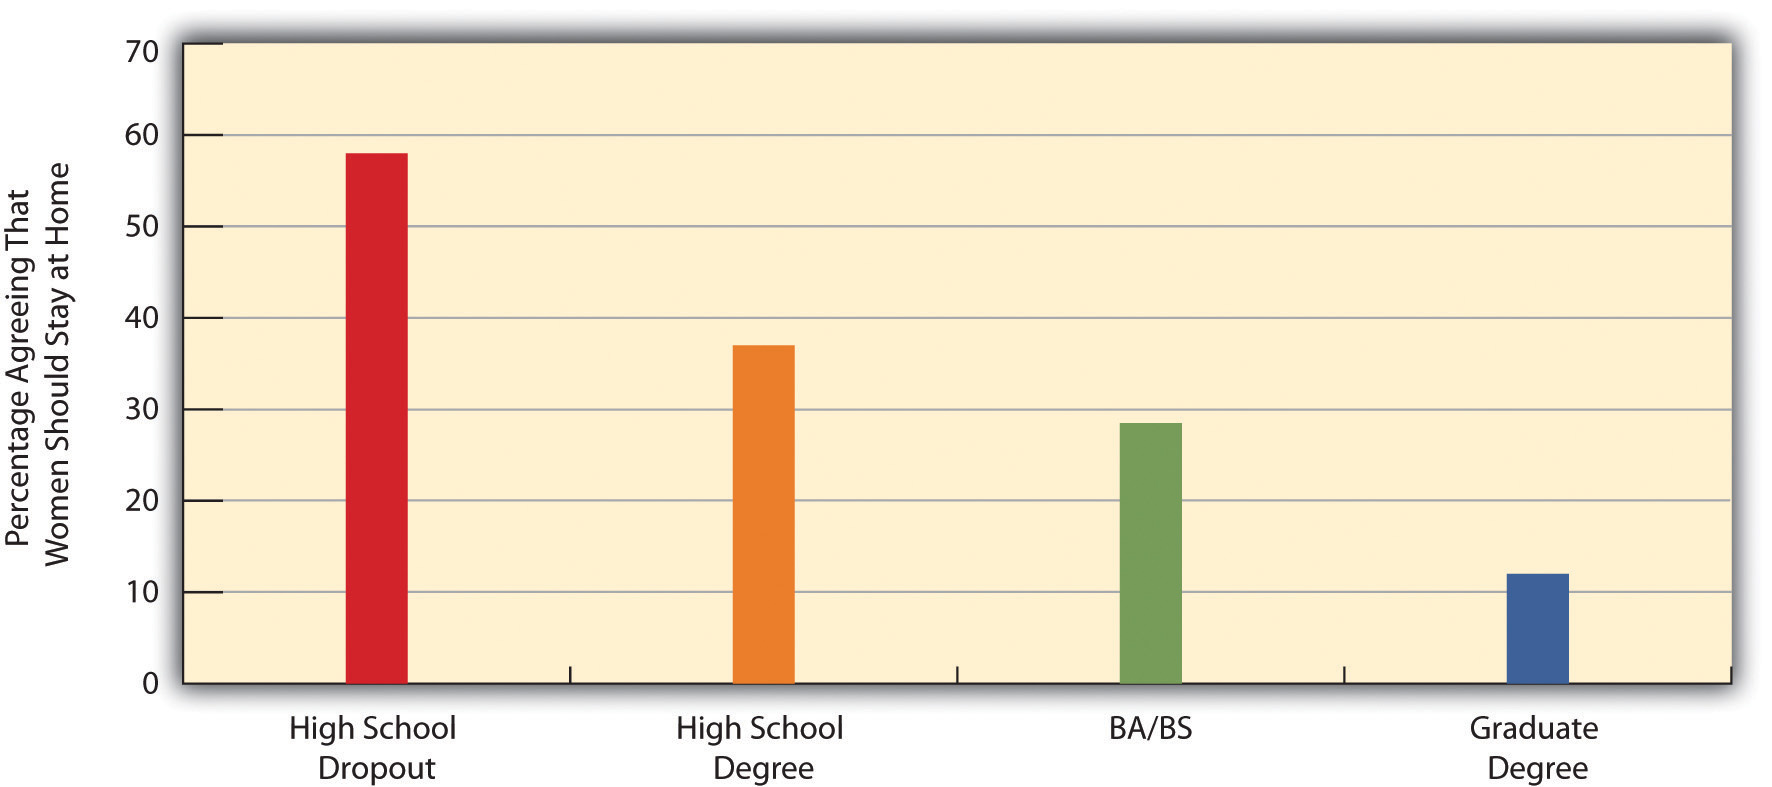 Percentage Agreeing That
Women Should Stay at Home
70
60
50
40
30
20
10
0
High School
Dropout
High School
Degree
BA/BS
Graduate
Degree